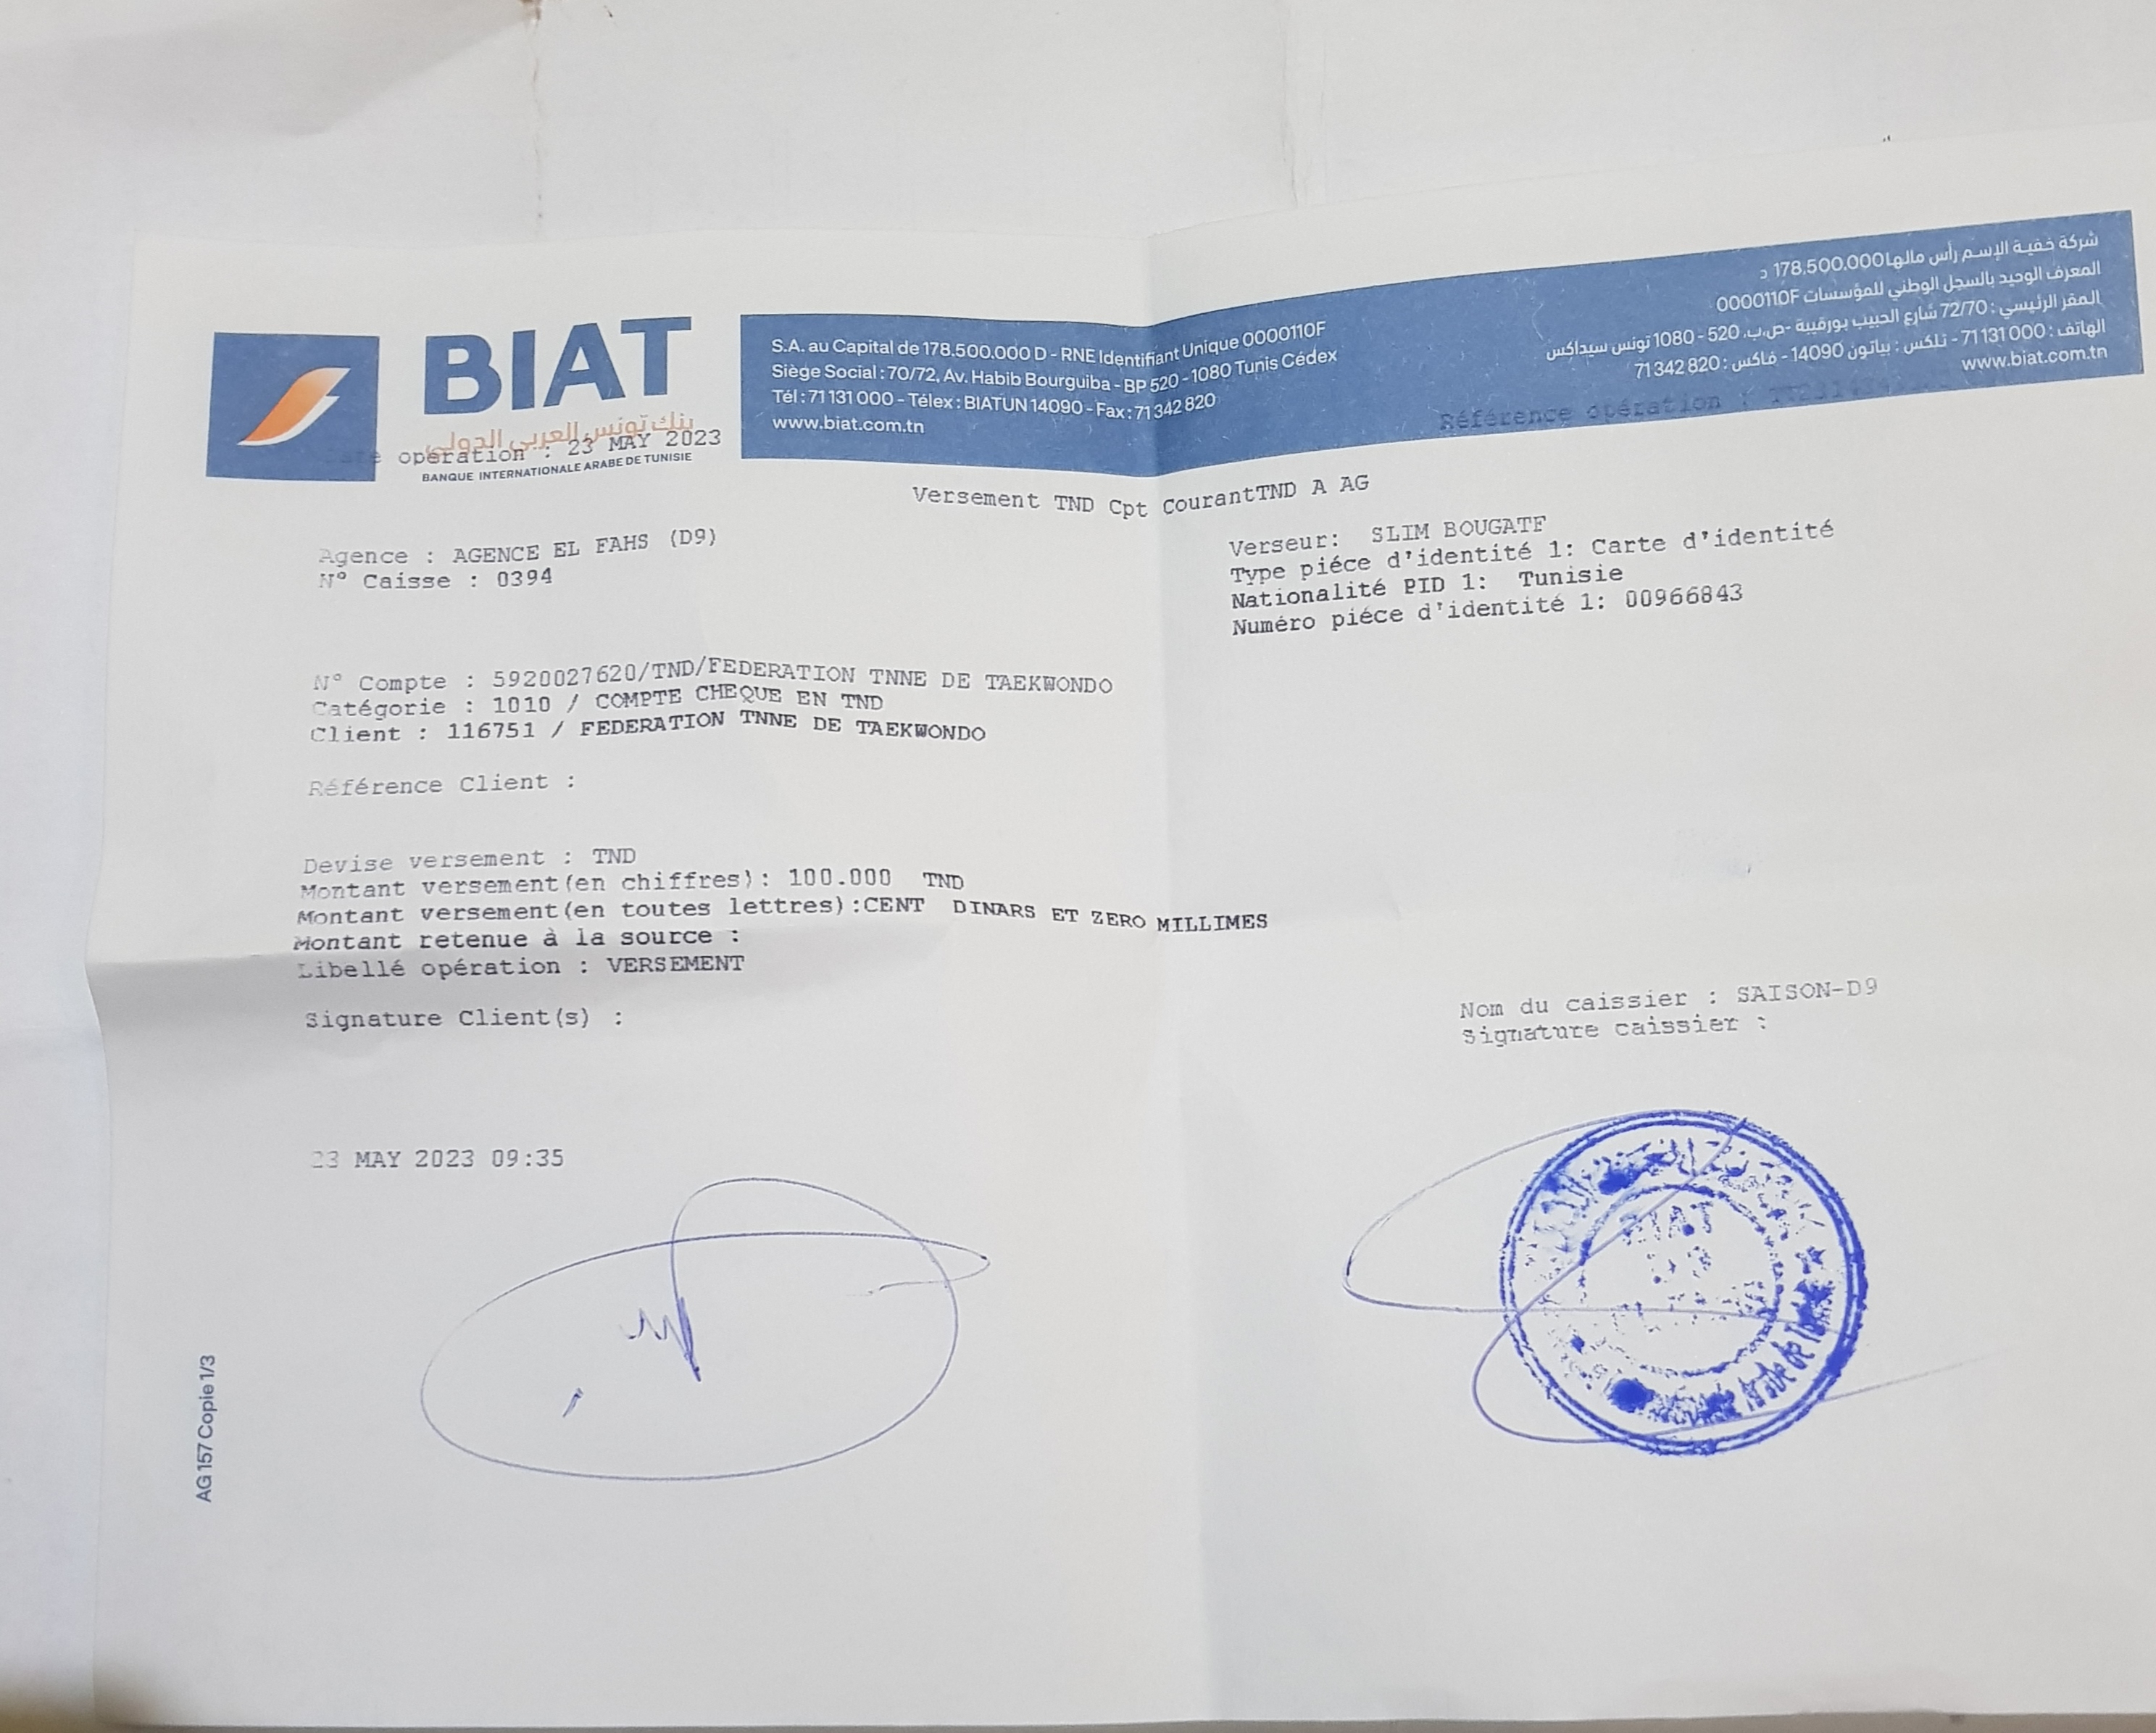 BIAT
بنك تونس العربي الدولي
BANQUE INTERNATIONALE ARABE DE TUNISIE
S.A. au Capital de 178.500.000 D - RNE Identifiant Unique 0000110F
Siège Social : 70/72, Av. Habib Bourguiba - BP 520 - 1080 Tunis Cédex
Tél : 71 131 000 - Télex : BIATUN 14090 - Fax : 71 342 820
www.biat.com.tn
شركة خفية الإسم رأس مالها 178.500.000 د
المعرف الوحيد بالسجل الوطني للمؤسسات 0000110F
المقر الرئيسي : 72/70 شارع الحبيب بورقيبة -ص.ب. 520 - 1080 تونس سيداكس
الهاتف : 71 131 000 - تلكس : بياتون 14090 - فاكس : 71 342 820
www.biat.com.tn
Référence opération :
Date opération : 23 MAY 2023
Versement TND Cpt CourantTND A AG
Agence : AGENCE EL FAHS (D9)
N° Caisse : 0394
Verseur: SLIM BOUGATF
Type piéce d'identité 1: Carte d'identité
Nationalité PID 1: Tunisie
Numéro piéce d'identité 1: 00966843
N° Compte : 5920027620/TND/FEDERATION TNNE DE TAEKWONDO
Catégorie : 1010 / COMPTE CHEQUE EN TND
Client : 116751 / FEDERATION TNNE DE TAEKWONDO
Référence Client :
Devise versement : TND
Montant versement(en chiffres): 100.000 TND
Montant versement(en toutes lettres):CENT DINARS ET ZERO MILLIMES
Montant retenue à la source :
Libellé opération : VERSEMENT
Signature Client(s) :
Nom du caissier : SAISON-D9
Signature caissier :
23 MAY 2023 09:35
BIAT
Arabe de Tunisie
AG 157 Copie 1/3